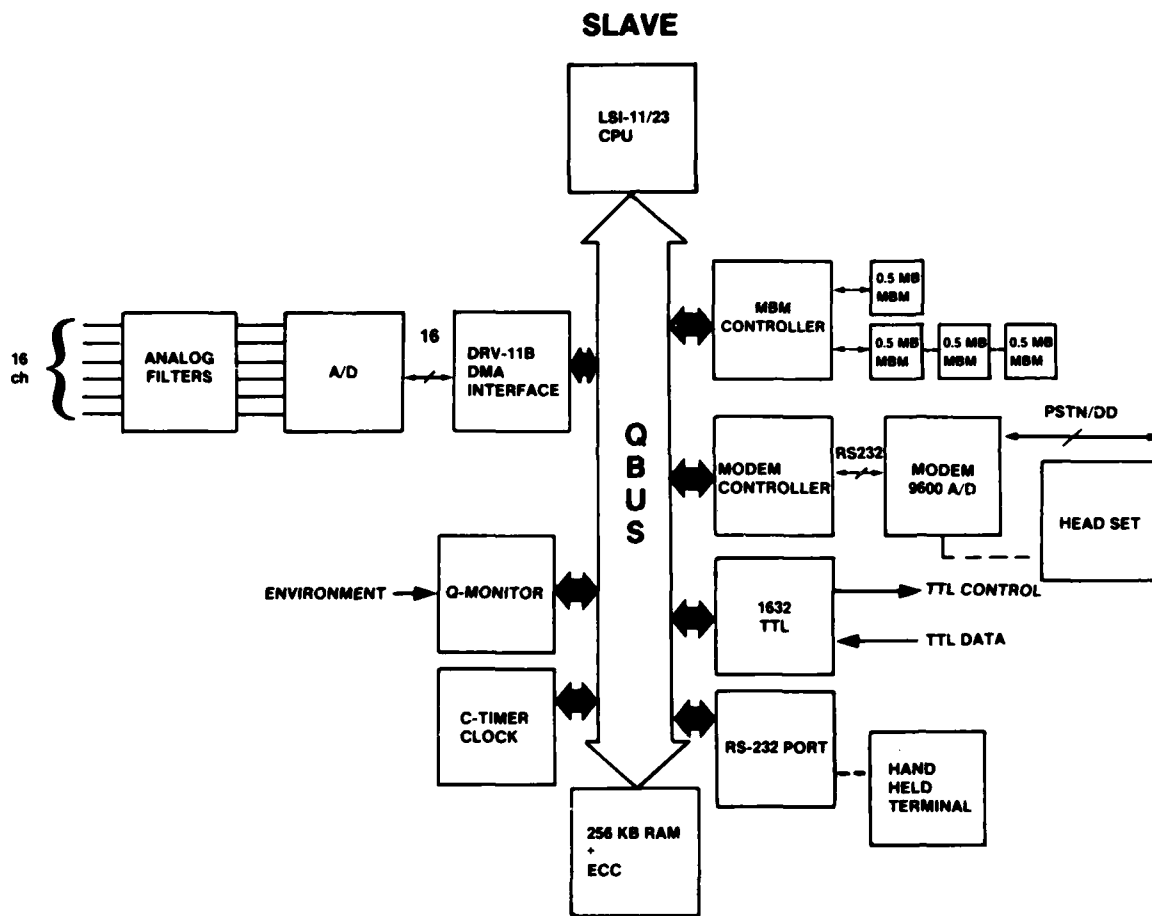 SLAVE
LSI-11/23
CPU
16
ch
ANALOG
FILTERS
A/D
16
DRV-11B
DMA
INTERFACE
QBUS
MBM
CONTROLLER
0.5 MB
MBM
0.5 MB
MBM
0.5 MB
MBM
0.5 MB
MBM
MODEM
CONTROLLER
RS232
MODEM
9600 A/D
PSTN/DD
HEAD SET
ENVIRONMENT
Q-MONITOR
1632
TTL
TTL CONTROL
TTL DATA
C-TIMER
CLOCK
RS-232 PORT
HAND
HELD
TERMINAL
256 KB RAM
+
ECC